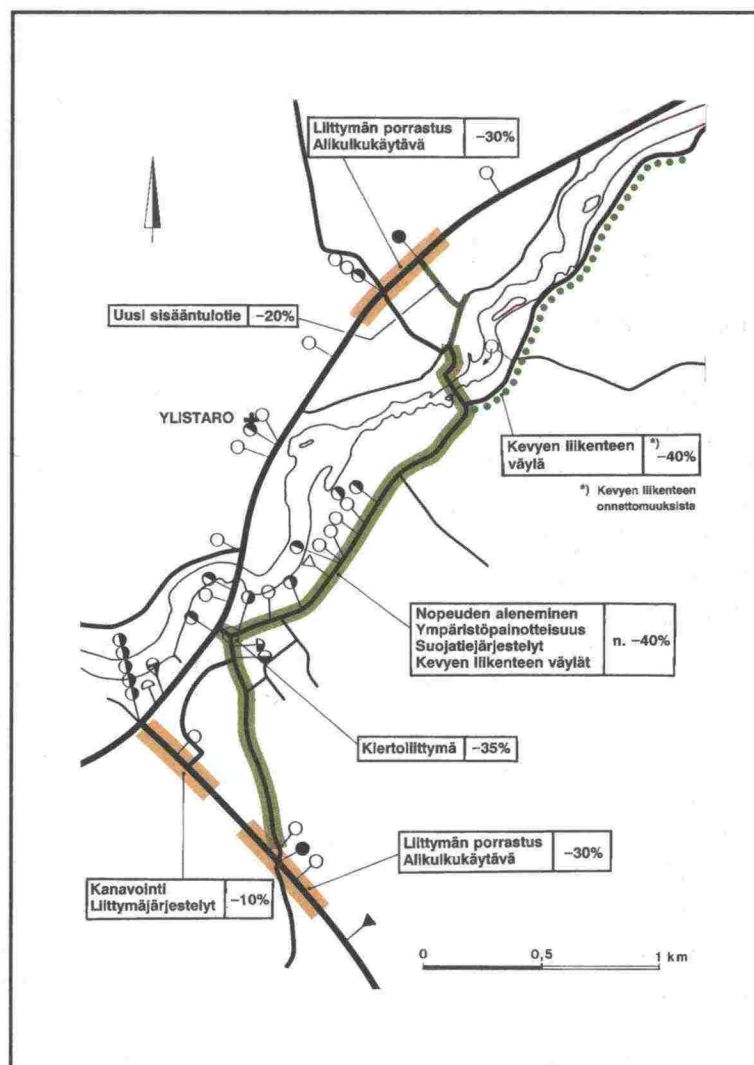 Liittymän porrastus
Alikulkukäytävä
-30%
Uusi sisääntulotie -20%
YLISTARO
Kevyen liikenteen
väylä
*) -40%
*) Kevyen liikenteen
onnettomuuksista
Nopeuden aleneminen
Ympäristöpainotteisuus
Suojatiejärjestelyt
Kevyen liikenteen väylät
n. -40%
Kiertoliittymä -35%
Liittymän porrastus
Alikulkukäytävä
-30%
Kanavointi
Liittymäjärjestelyt
-10%
0 0,5 1 km